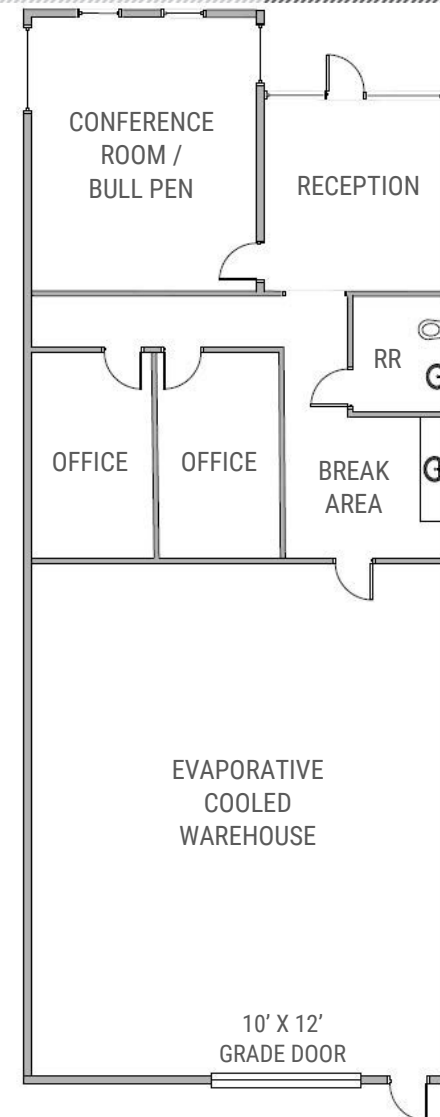 CONFERENCE
ROOM /
BULL PEN
RECEPTION
RR
OFFICE
OFFICE
BREAK
AREA
EVAPORATIVE
COOLED
WAREHOUSE
10' X 12'
GRADE DOOR